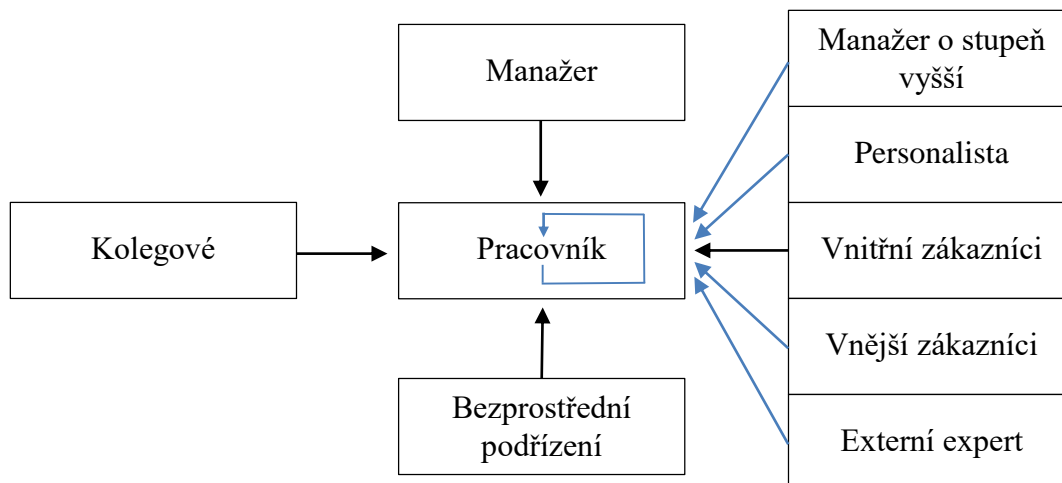 Manažer
Manažer o stupeň
vyšší
Personalista
Kolegové
Pracovník
Vnitřní zákazníci
Vnější zákazníci
Bezprostřední
podřízení
Externí expert